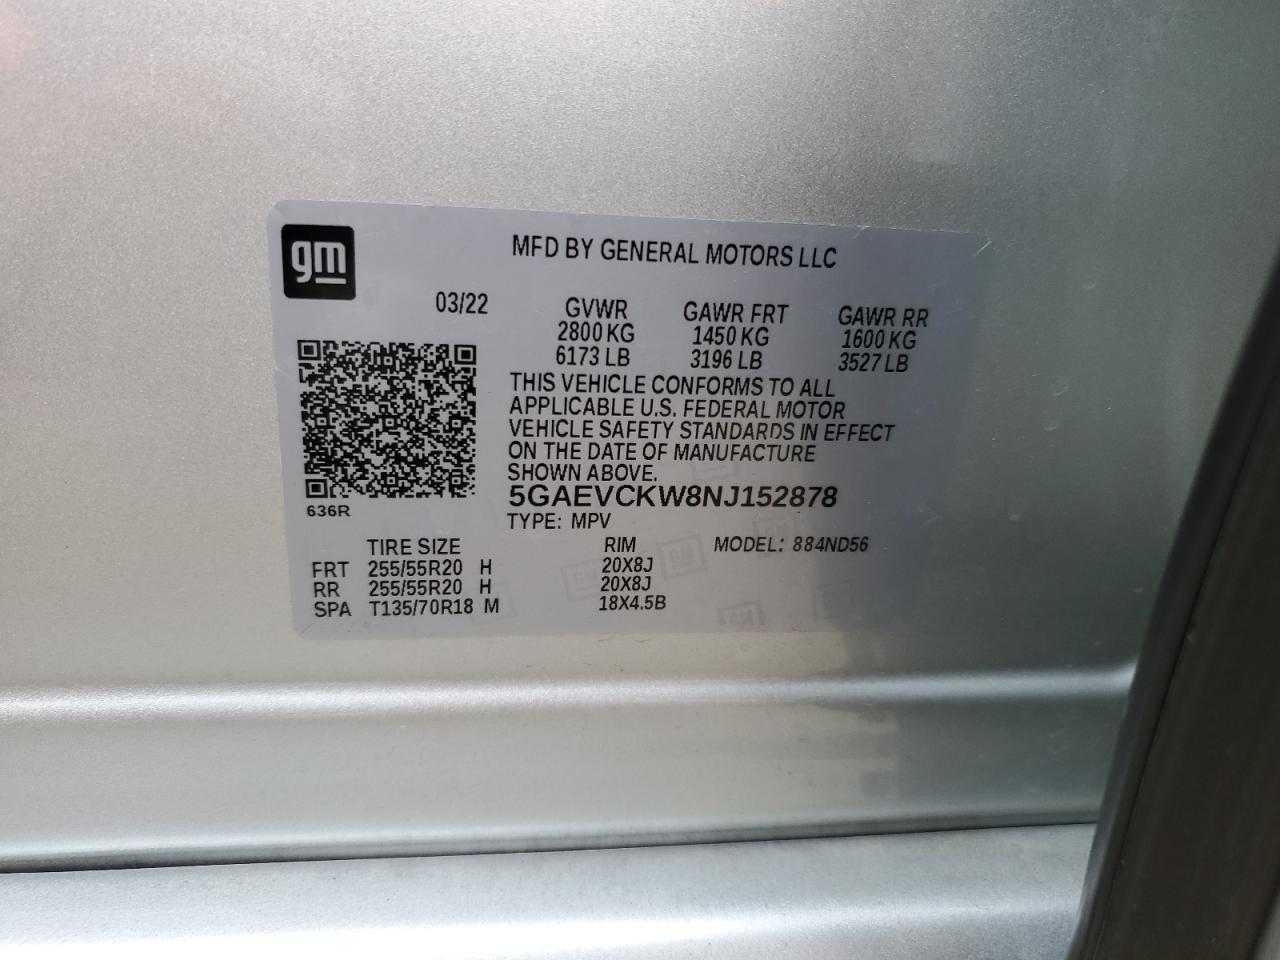 gm
MFD BY GENERAL MOTORS LLC
03/22
GVWR GAWR FRT GAWR RR
2800 KG 1450 KG 1600 KG
6173 LB 3196 LB 3527 LB
THIS VEHICLE CONFORMS TO ALL
APPLICABLE U.S. FEDERAL MOTOR
VEHICLE SAFETY STANDARDS IN EFFECT
ON THE DATE OF MANUFACTURE
SHOWN ABOVE.
636R
5GAEVCKW8NJ152878
TYPE: MPV
TIRE SIZE RIM MODEL: 884ND56
FRT 255/55R20 H 20X8J
RR 255/55R20 H 20X8J
SPA T135/70R18 M 18X4.5B